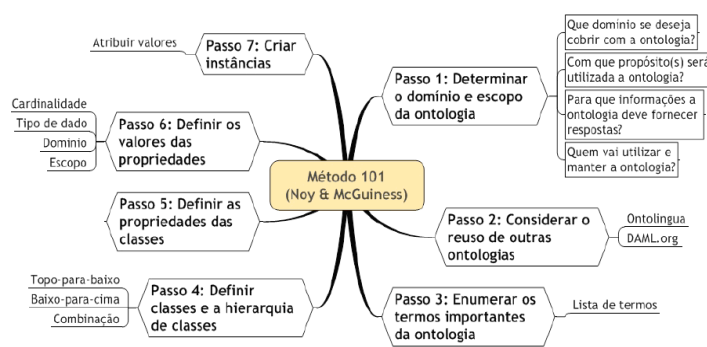 Método 101
(Noy & McGuiness)
Passo 1: Determinar
o domínio e escopo
da ontologia
Que domínio se deseja
cobrir com a ontologia?
Com que propósito(s) será
utilizada a ontologia?
Para que informações a
ontologia deve fornecer
respostas?
Quem vai utilizar e
manter a ontologia?
Passo 2: Considerar o
reuso de outras
ontologias
Ontolingua
DAML.org
Passo 3: Enumerar os
termos importantes
da ontologia
Lista de termos
Passo 4: Definir
classes e a hierarquia
de classes
Topo-para-baixo
Baixo-para-cima
Combinação
Passo 5: Definir as
propriedades das
classes
Passo 6: Definir os
valores das
propriedades
Cardinalidade
Tipo de dado
Domínio
Escopo
Passo 7: Criar
instâncias
Atribuir valores